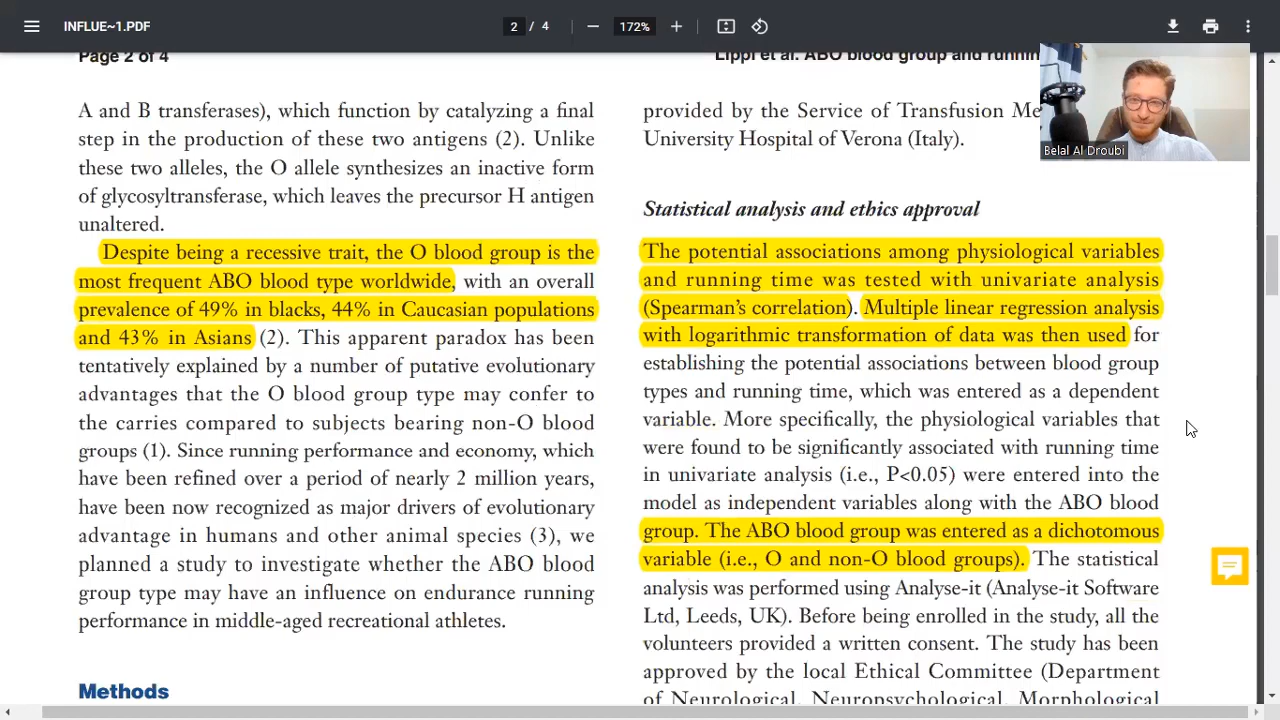 INFLUE~1.PDF
2 / 4
172%
Page 2 of 4
Lippi et al. ABO blood group and runnin
Belal Al Droubi
A and B transferases), which function by catalyzing a final
step in the production of these two antigens (2). Unlike
these two alleles, the O allele synthesizes an inactive form
of glycosyltransferase, which leaves the precursor H antigen
unaltered.
Despite being a recessive trait, the O blood group is the
most frequent ABO blood type worldwide, with an overall
prevalence of 49% in blacks, 44% in Caucasian populations
and 43% in Asians (2). This apparent paradox has been
tentatively explained by a number of putative evolutionary
advantages that the O blood group type may confer to
the carries compared to subjects bearing non-O blood
groups (1). Since running performance and economy, which
have been refined over a period of nearly 2 million years,
have been now recognized as major drivers of evolutionary
advantage in humans and other animal species (3), we
planned a study to investigate whether the ABO blood
group type may have an influence on endurance running
performance in middle-aged recreational athletes.
Methods
provided by the Service of Transfusion Me
University Hospital of Verona (Italy).
Statistical analysis and ethics approval
The potential associations among physiological variables
and running time was tested with univariate analysis
(Spearman's correlation). Multiple linear regression analysis
with logarithmic transformation of data was then used for
establishing the potential associations between blood group
types and running time, which was entered as a dependent
variable. More specifically, the physiological variables that
were found to be significantly associated with running time
in univariate analysis (i.e., P<0.05) were entered into the
model as independent variables along with the ABO blood
group. The ABO blood group was entered as a dichotomous
variable (i.e., O and non-O blood groups). The statistical
analysis was performed using Analyse-it (Analyse-it Software
Ltd, Leeds, UK). Before being enrolled in the study, all the
volunteers provided a written consent. The study has been
approved by the local Ethical Committee (Department
of Neurological, Neuropsychological, Morphological